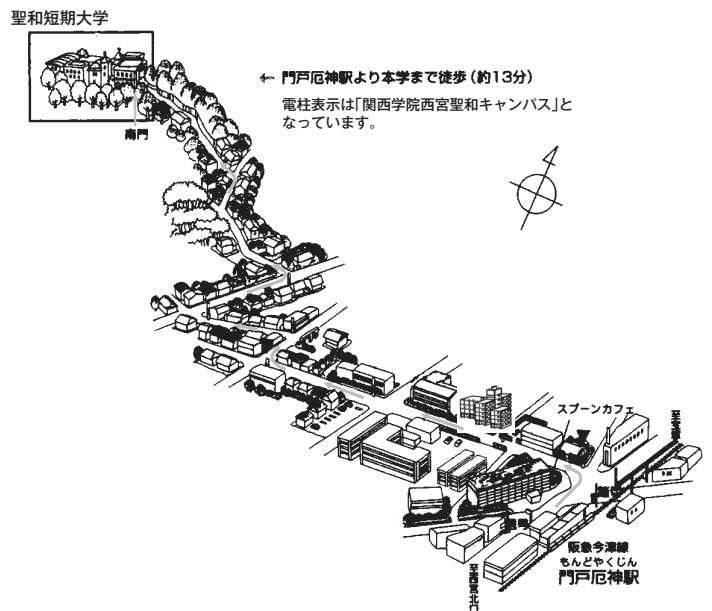 聖和短期大学
← 門戸厄神駅より本学まで徒歩（約13分）
電柱表示は「関西学院西宮聖和キャンパス」と
なっています。
南門
スプーンカフェ
阪急今津線
もんどやくじん
門戸厄神駅
至西宮北口